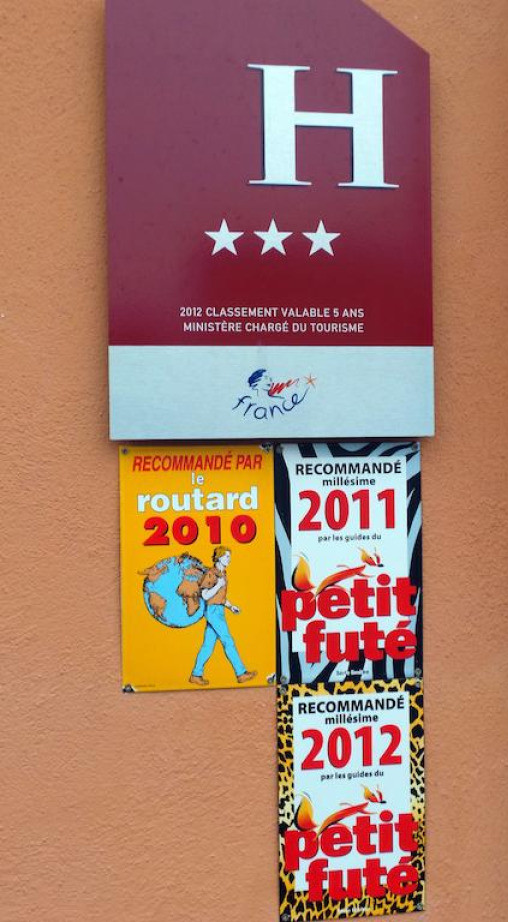 H
2012 CLASSEMENT VALABLE 5 ANS
MINISTÈRE CHARGÉ DU TOURISME
france
RECOMMANDÉ PAR
le
routard
2010
RECOMMANDÉ
millésime
2011
par les guides du
petit
futé
RECOMMANDÉ
millésime
2012
par les guides du
petit
futé